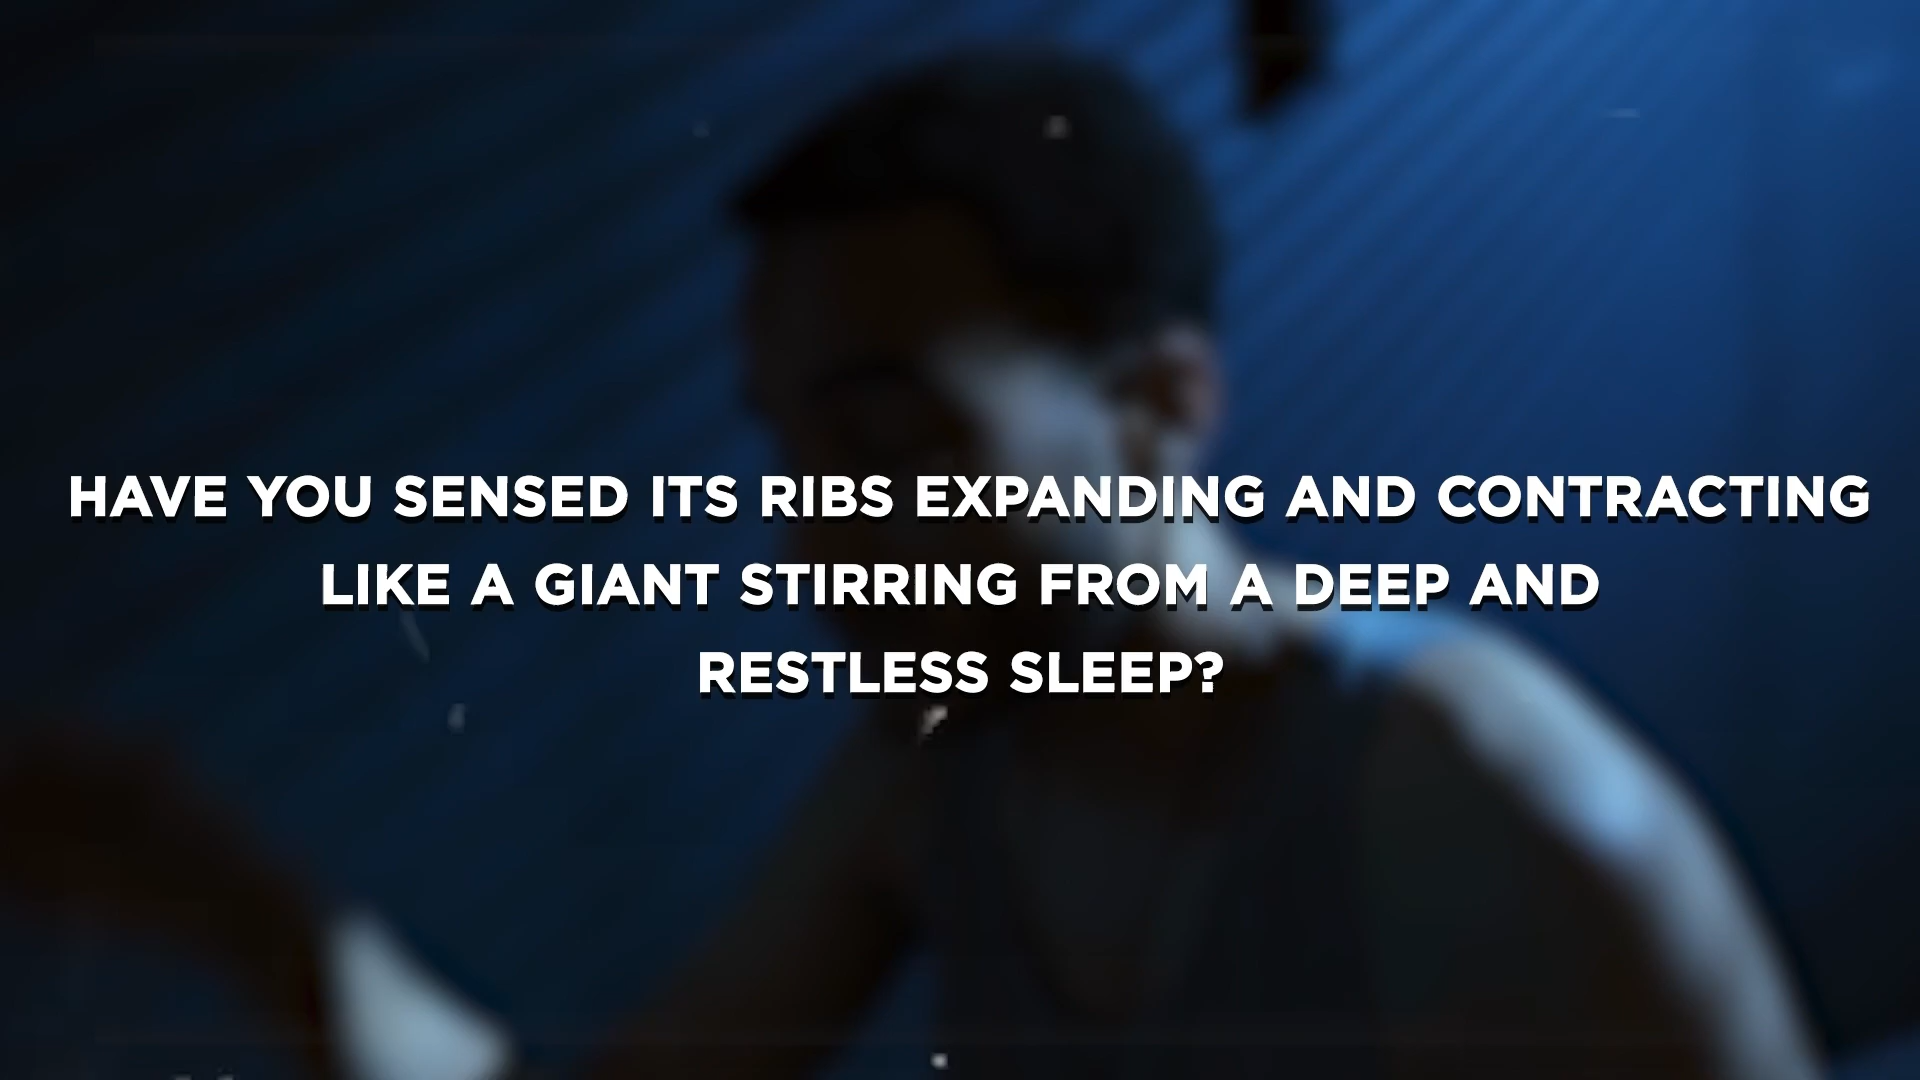 HAVE YOU SENSED ITS RIBS EXPANDING AND CONTRACTING
LIKE A GIANT STIRRING FROM A DEEP AND
RESTLESS SLEEP?